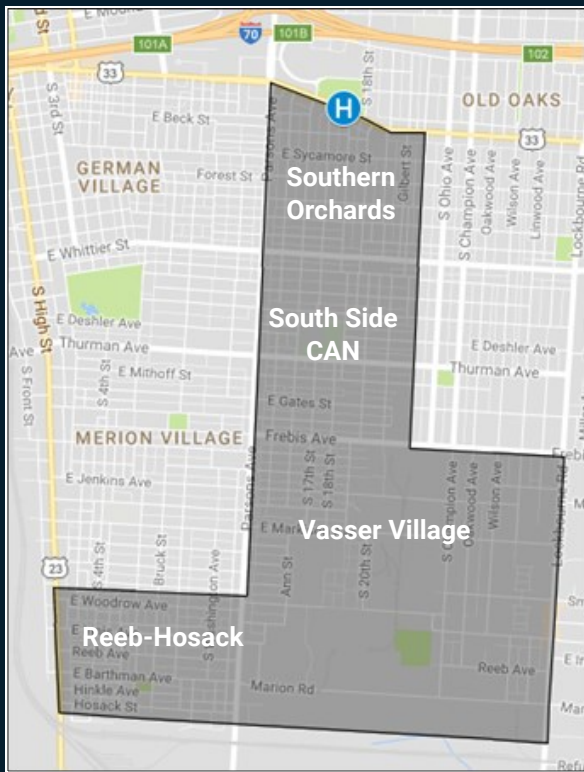 E Mound
101A
70
101B
102
33
S 3rd St
S 18th St
OLD OAKS
E Beck St
33
E Sycamore St
GERMAN
VILLAGE
Forest St
Parsons Ave
H
Southern
Orchards
Gilbert St
S Ohio Ave
S Champion Ave
Oakwood Ave
Wilson Ave
Linwood Ave
Lockbourne Rd
E Whittier St
S High St
E Deshler Ave
South Side
CAN
E Deshler Ave
Ave
Thurman Ave
S Front St
S 4th St
E Mithoff St
Thurman Ave
E Gates St
MERION VILLAGE
Frebis Ave
Frebis
E Jenkins Ave
Parsons Ave
S 17th St
S 18th St
S Champion Ave
Oakwood Ave
Wilson Ave
Lockbourne Rd
Vasser Village
23
S 4th St
Bruck St
Ann St
S 20th St
E Woodrow Ave
Reeb-Hosack
Reeb Ave
Reeb Ave
E Barthman Ave
Marion Rd
Hinkle Ave
Hosack St